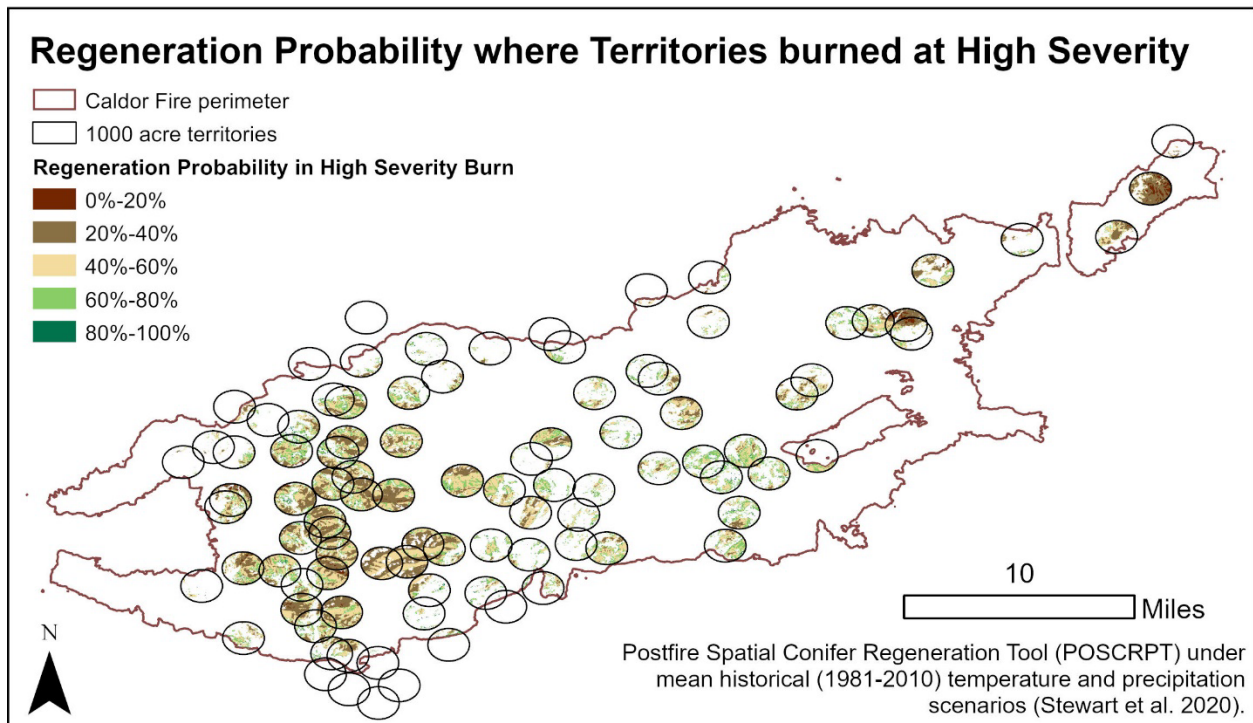 Regeneration Probability where Territories burned at High Severity
Caldor Fire perimeter
1000 acre territories
Regeneration Probability in High Severity Burn
0%-20%
20%-40%
40%-60%
60%-80%
80%-100%
N
10
Miles
Postfire Spatial Conifer Regeneration Tool (POSCRPT) under
mean historical (1981-2010) temperature and precipitation
scenarios (Stewart et al. 2020).